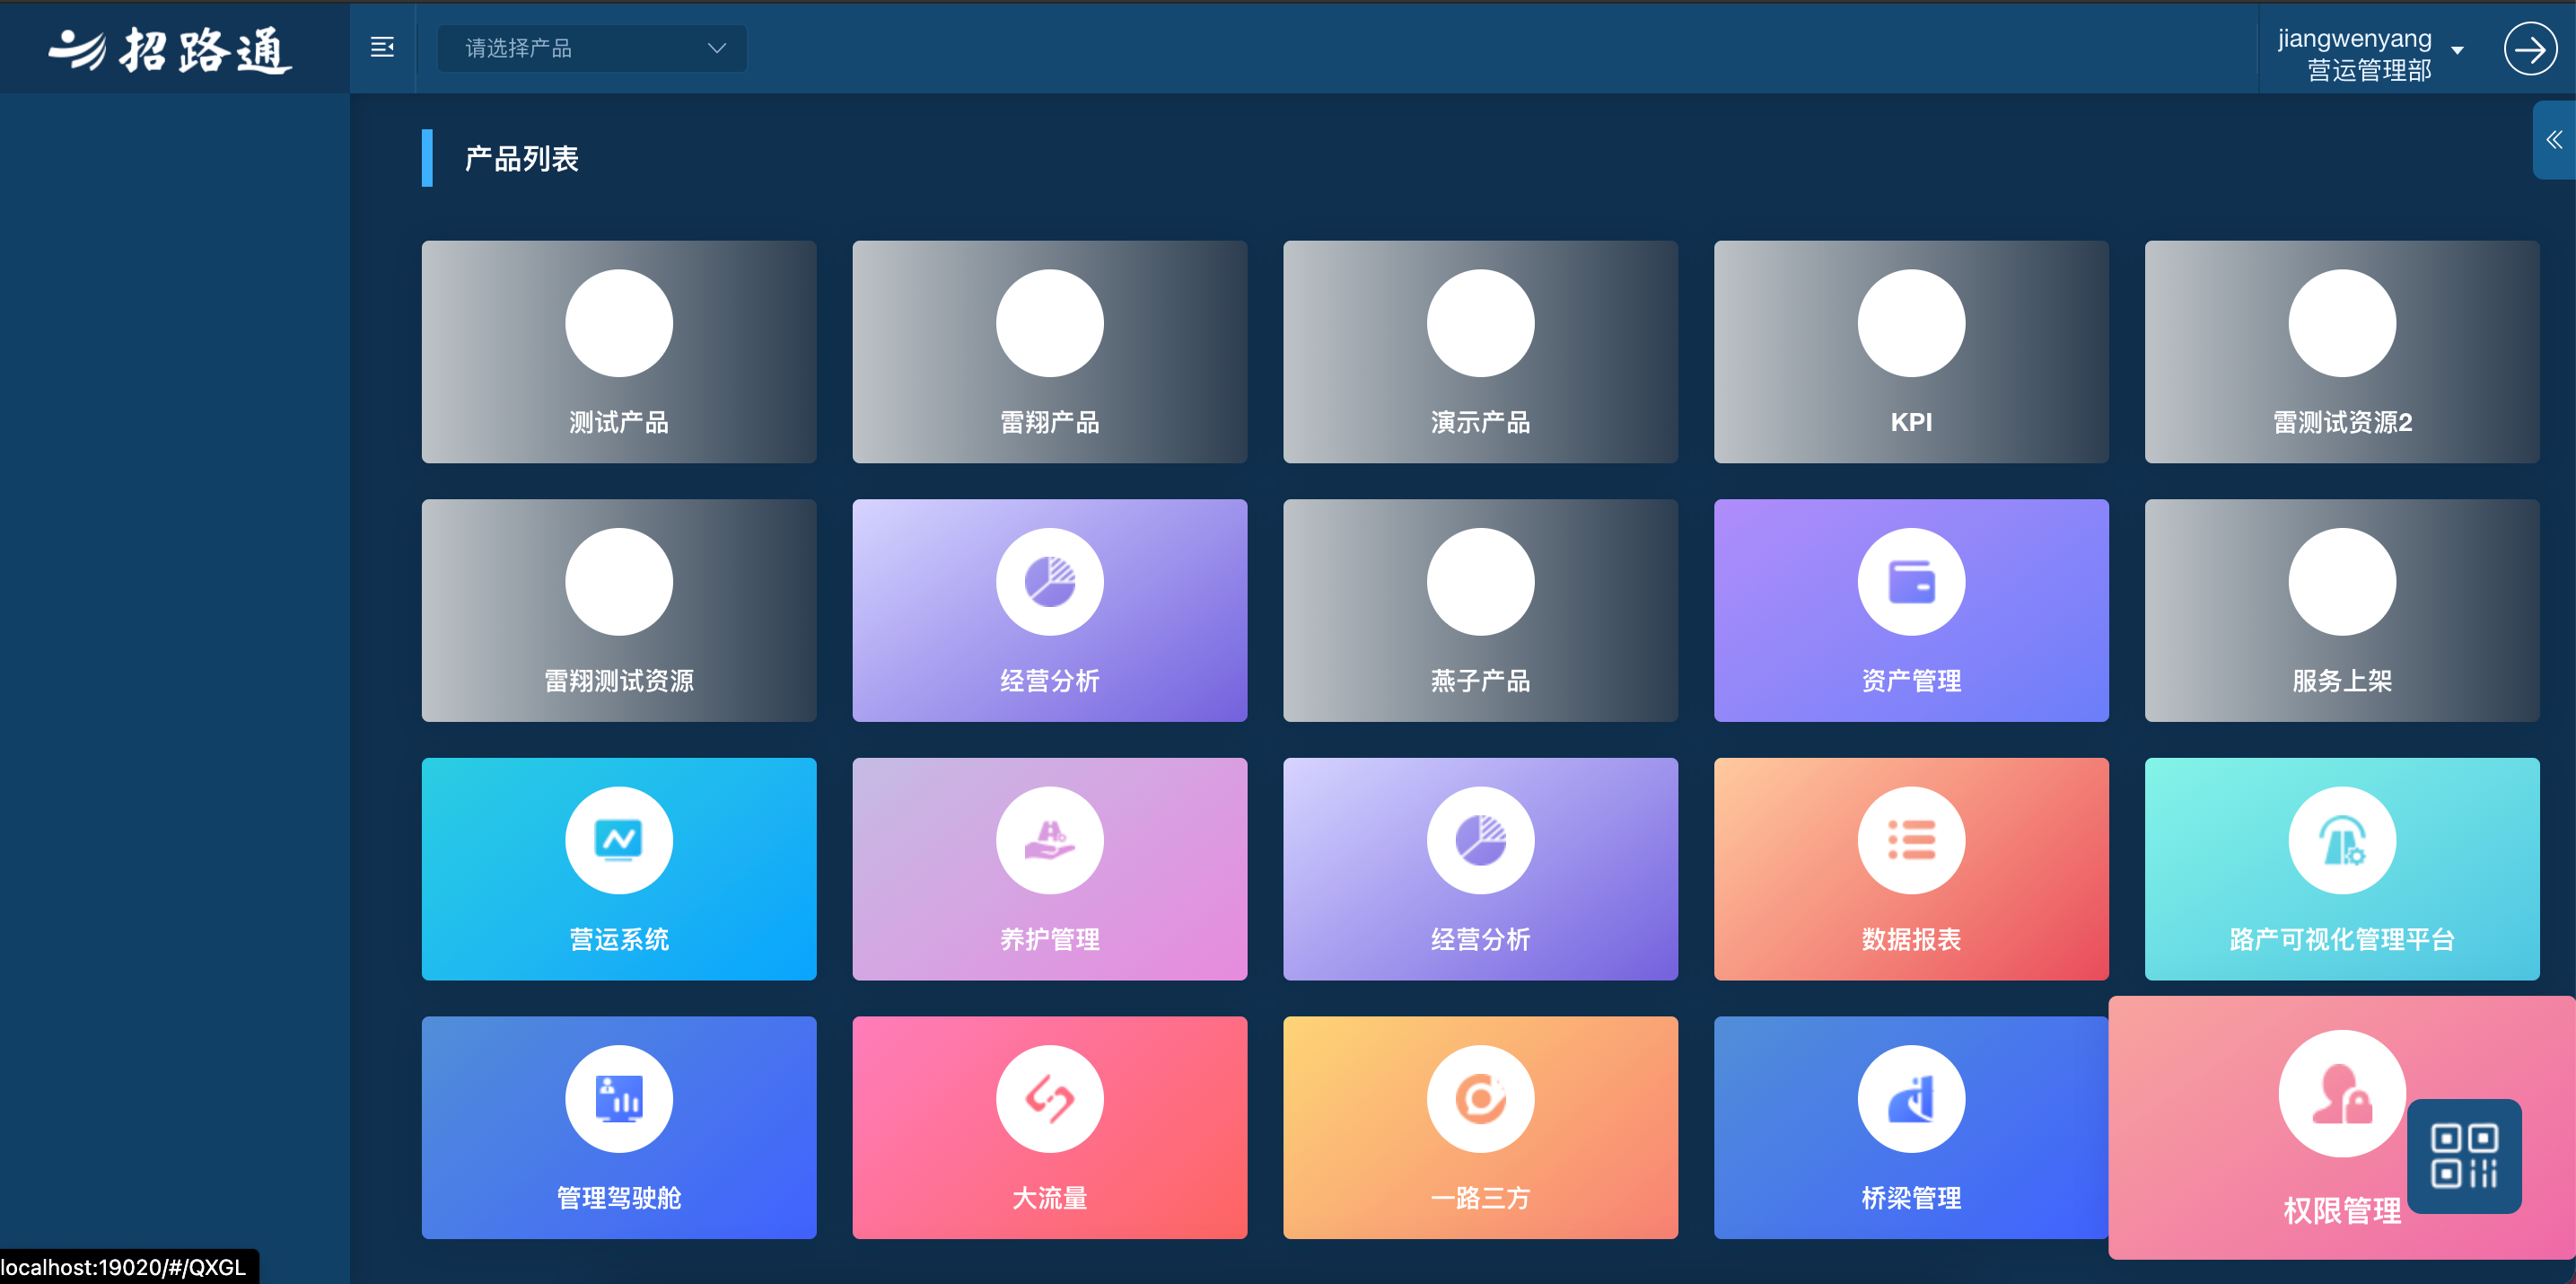 招路通
请选择产品
jiangwenyang
营运管理部
产品列表
测试产品
雷翔产品
演示产品
KPI
雷测试资源2
雷翔测试资源
经营分析
燕子产品
资产管理
服务上架
营运系统
养护管理
经营分析
数据报表
路产可视化管理平台
管理驾驶舱
大流量
一路三方
桥梁管理
权限管理
localhost:19020/#/QXGL